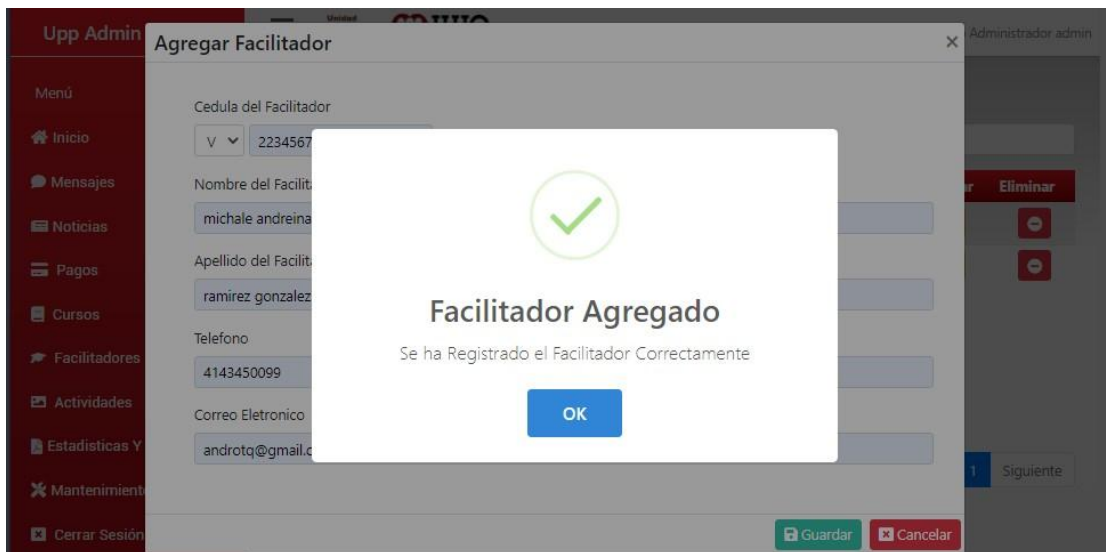 Upp Admin
Unidad
Administrador admin
Menú
Inicio
Mensajes
Noticias
Pagos
Cursos
Facilitadores
Actividades
Estadisticas Y
Mantenimient
Cerrar Sesión
Agregar Facilitador
×
Cedula del Facilitador
V 2234567
Nombre del Facilit
michale andreina
Apellido del Facilit
ramirez gonzalez
Telefono
4143450099
Correo Eletronico
androtq@gmail.c
Facilitador Agregado
Se ha Registrado el Facilitador Correctamente
OK
Guardar Cancelar
Eliminar
1 Siguiente